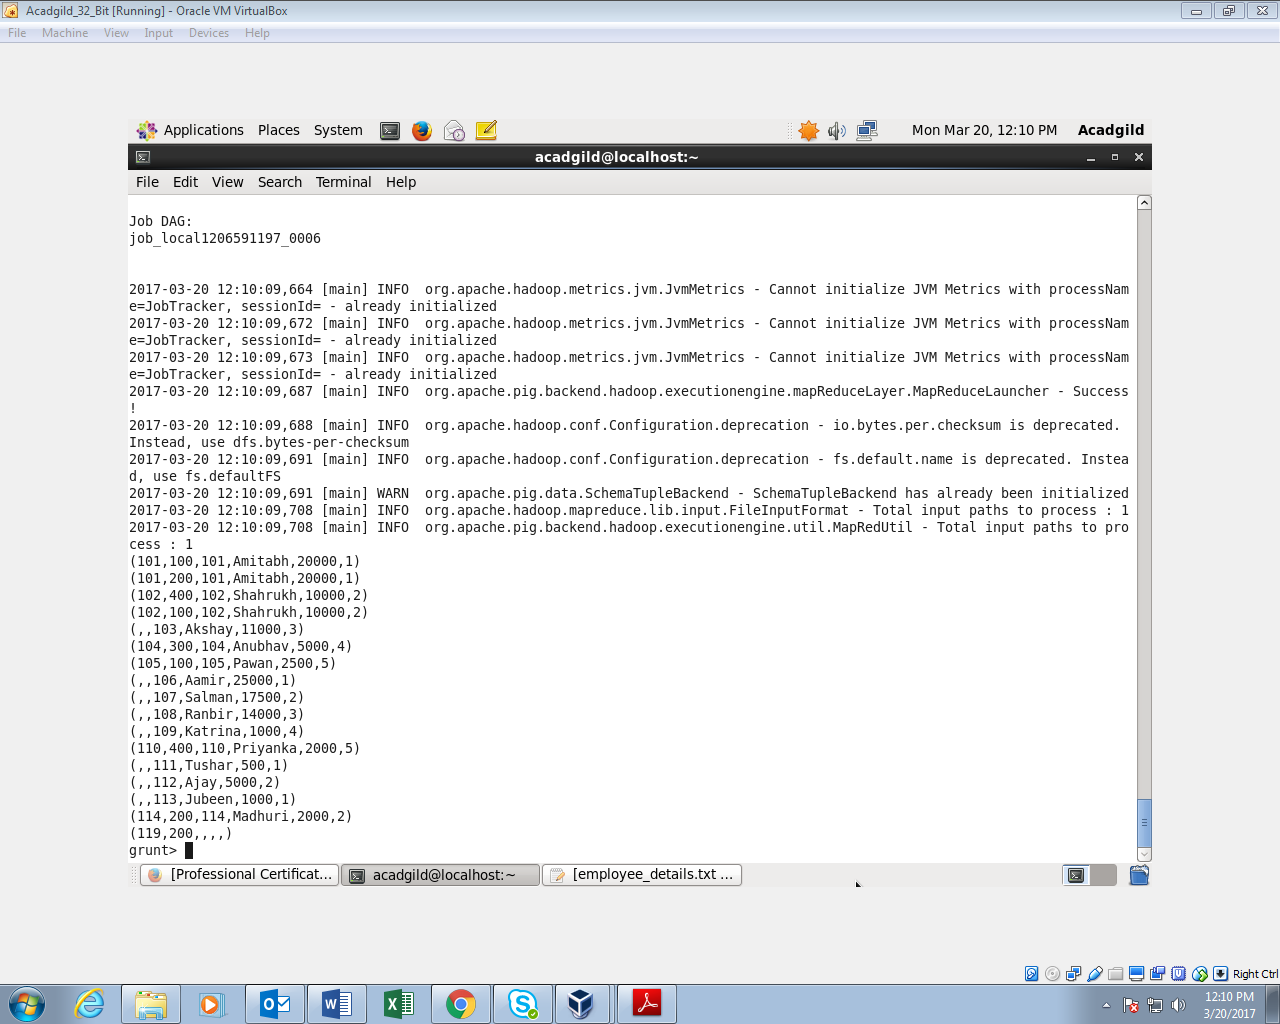 Acadgild_32_Bit [Running] - Oracle VM VirtualBox
File Machine View Input Devices Help
Applications Places System Mon Mar 20, 12:10 PM Acadgild
acadgild@localhost:~
File Edit View Search Terminal Help
Job DAG:
job_local1206591197_0006
2017-03-20 12:10:09,664 [main] INFO  org.apache.hadoop.metrics.jvm.JvmMetrics - Cannot initialize JVM Metrics with processNam
e=JobTracker, sessionId= - already initialized
2017-03-20 12:10:09,672 [main] INFO  org.apache.hadoop.metrics.jvm.JvmMetrics - Cannot initialize JVM Metrics with processNam
e=JobTracker, sessionId= - already initialized
2017-03-20 12:10:09,673 [main] INFO  org.apache.hadoop.metrics.jvm.JvmMetrics - Cannot initialize JVM Metrics with processNam
e=JobTracker, sessionId= - already initialized
2017-03-20 12:10:09,687 [main] INFO  org.apache.pig.backend.hadoop.executionengine.mapReduceLayer.MapReduceLauncher - Success
!
2017-03-20 12:10:09,688 [main] INFO  org.apache.hadoop.conf.Configuration.deprecation - io.bytes.per.checksum is deprecated.
Instead, use dfs.bytes-per-checksum
2017-03-20 12:10:09,691 [main] INFO  org.apache.hadoop.conf.Configuration.deprecation - fs.default.name is deprecated. Instea
d, use fs.defaultFS
2017-03-20 12:10:09,691 [main] WARN  org.apache.pig.data.SchemaTupleBackend - SchemaTupleBackend has already been initialized
2017-03-20 12:10:09,708 [main] INFO  org.apache.hadoop.mapreduce.lib.input.FileInputFormat - Total input paths to process : 1
2017-03-20 12:10:09,708 [main] INFO  org.apache.pig.backend.hadoop.executionengine.util.MapRedUtil - Total input paths to pro
cess : 1
(101,100,101,Amitabh,20000,1)
(101,200,101,Amitabh,20000,1)
(102,400,102,Shahrukh,10000,2)
(102,100,102,Shahrukh,10000,2)
(,,103,Akshay,11000,3)
(104,300,104,Anubhav,5000,4)
(105,100,105,Pawan,2500,5)
(,,106,Aamir,25000,1)
(,,107,Salman,17500,2)
(,,108,Ranbir,14000,3)
(,,109,Katrina,1000,4)
(110,400,110,Priyanka,2000,5)
(,,111,Tushar,500,1)
(,,112,Ajay,5000,2)
(,,113,Jubeen,1000,1)
(114,200,114,Madhuri,2000,2)
(119,200,,,,)
grunt>
[Professional Certificat... acadgild@localhost:~ [employee_details.txt ...
Right Ctrl
12:10 PM
3/20/2017